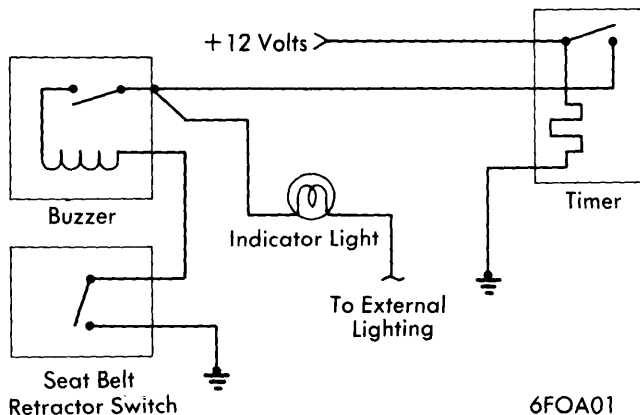 +12 Volts
Buzzer
Timer
Indicator Light
To External
Lighting
Seat Belt
Retractor Switch
6FOA01